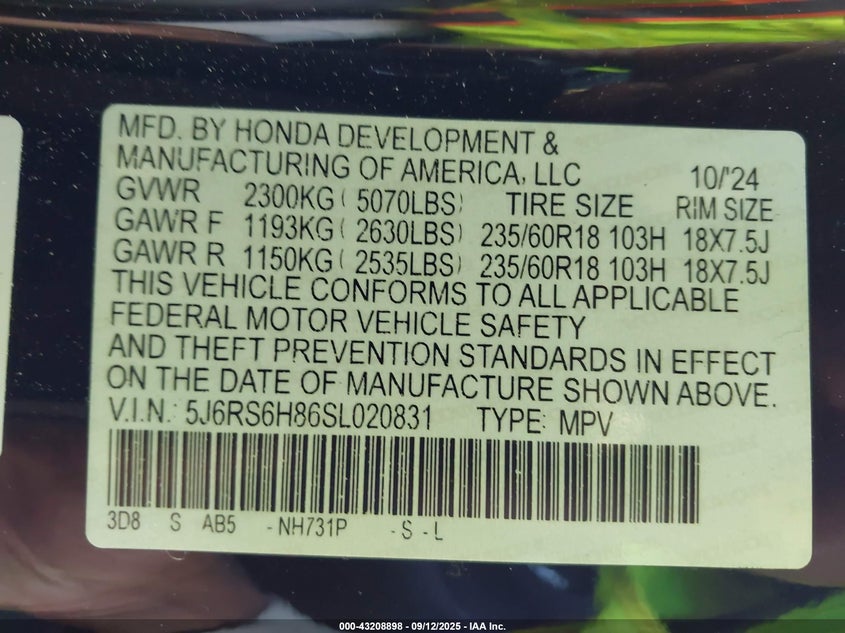 MFD. BY HONDA DEVELOPMENT &
MANUFACTURING OF AMERICA, LLC 10/'24
GVWR 2300KG ( 5070LBS) TIRE SIZE RIM SIZE
GAWR F 1193KG ( 2630LBS) 235/60R18 103H 18X7.5J
GAWR R 1150KG ( 2535LBS) 235/60R18 103H 18X7.5J
THIS VEHICLE CONFORMS TO ALL APPLICABLE
FEDERAL MOTOR VEHICLE SAFETY
AND THEFT PREVENTION STANDARDS IN EFFECT
ON THE DATE OF MANUFACTURE SHOWN ABOVE.
V.I.N.: 5J6RS6H86SL020831 TYPE: MPV
3D8 S AB5 - NH731P - S - L
000-43208898 - 09/12/2025 - IAA Inc.